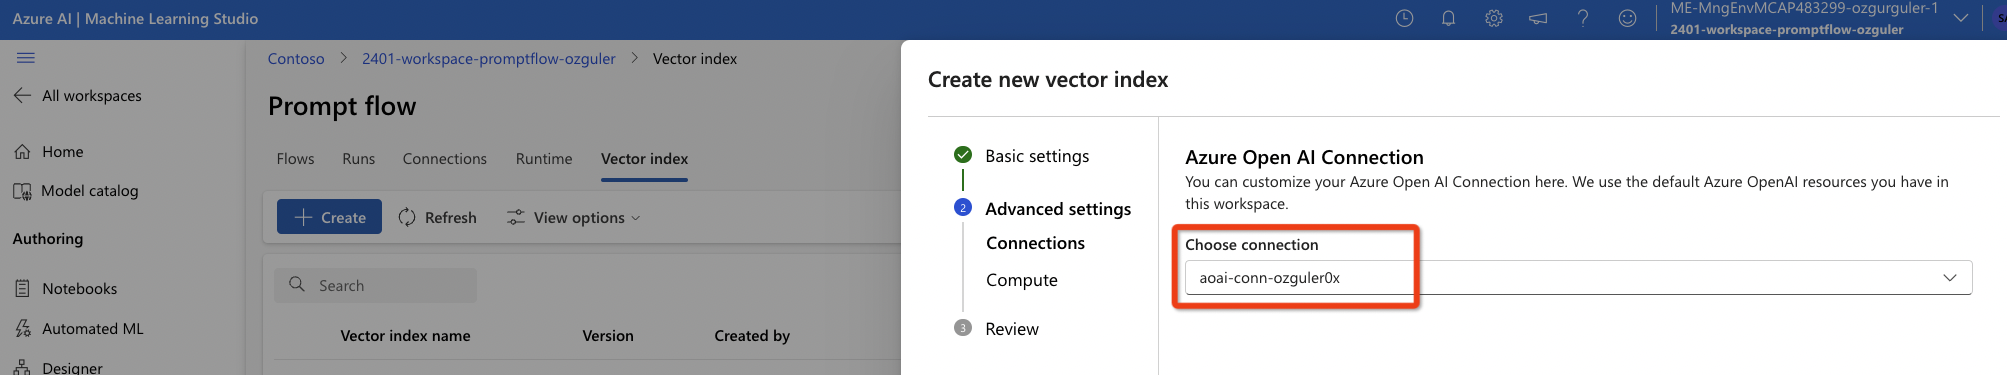 Azure AI | Machine Learning Studio
ME-MngEnvMCAP483299-ozgurguler-1
2401-workspace-promptflow-ozguler
All workspaces
Home
Model catalog
Authoring
Notebooks
Automated ML
Designer
Contoso > 2401-workspace-promptflow-ozguler > Vector index
Prompt flow
Flows Runs Connections Runtime Vector index
Create Refresh View options
Search
Vector index name Version Created by
Create new vector index
Basic settings
2 Advanced settings
Connections
Compute
3 Review
Azure Open AI Connection
You can customize your Azure Open AI Connection here. We use the default Azure OpenAI resources you have in
this workspace.
Choose connection
aoai-conn-ozguler0x